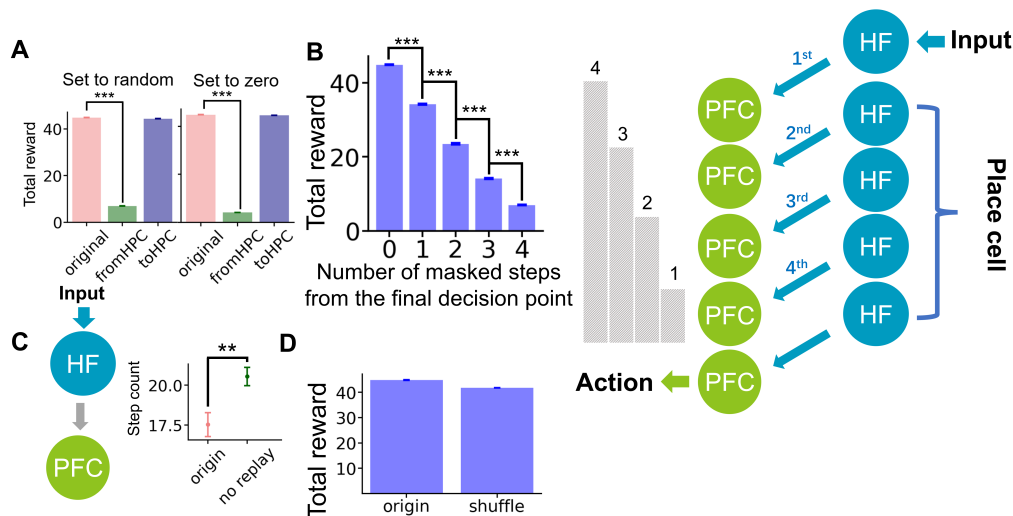 A
Set to random
Set to zero
***
***
Total reward
40
20
0
original
fromHPC
toHPC
original
fromHPC
toHPC
B
***
***
***
***
Total reward
40
20
0
0 1 2 3 4
Number of masked steps
from the final decision point
4
3
2
1
HF
Input
1st
PFC
HF
2nd
PFC
HF
3rd
PFC
HF
4th
PFC
HF
Action
PFC
Place cell
Input
C
HF
PFC
Step count
20.0
17.5
**
origin
no replay
D
Total reward
40
30
20
10
origin
shuffle